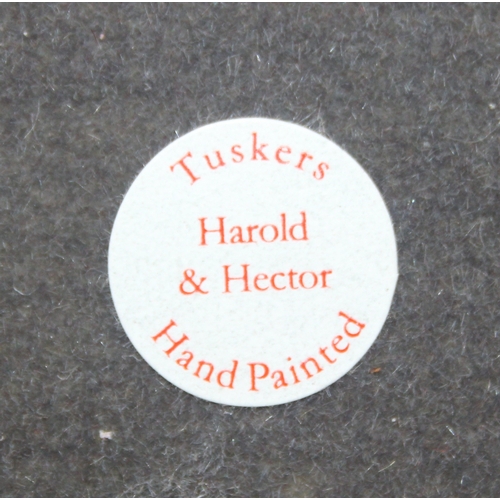 Tuskers
Harold
& Hector
Hand Painted